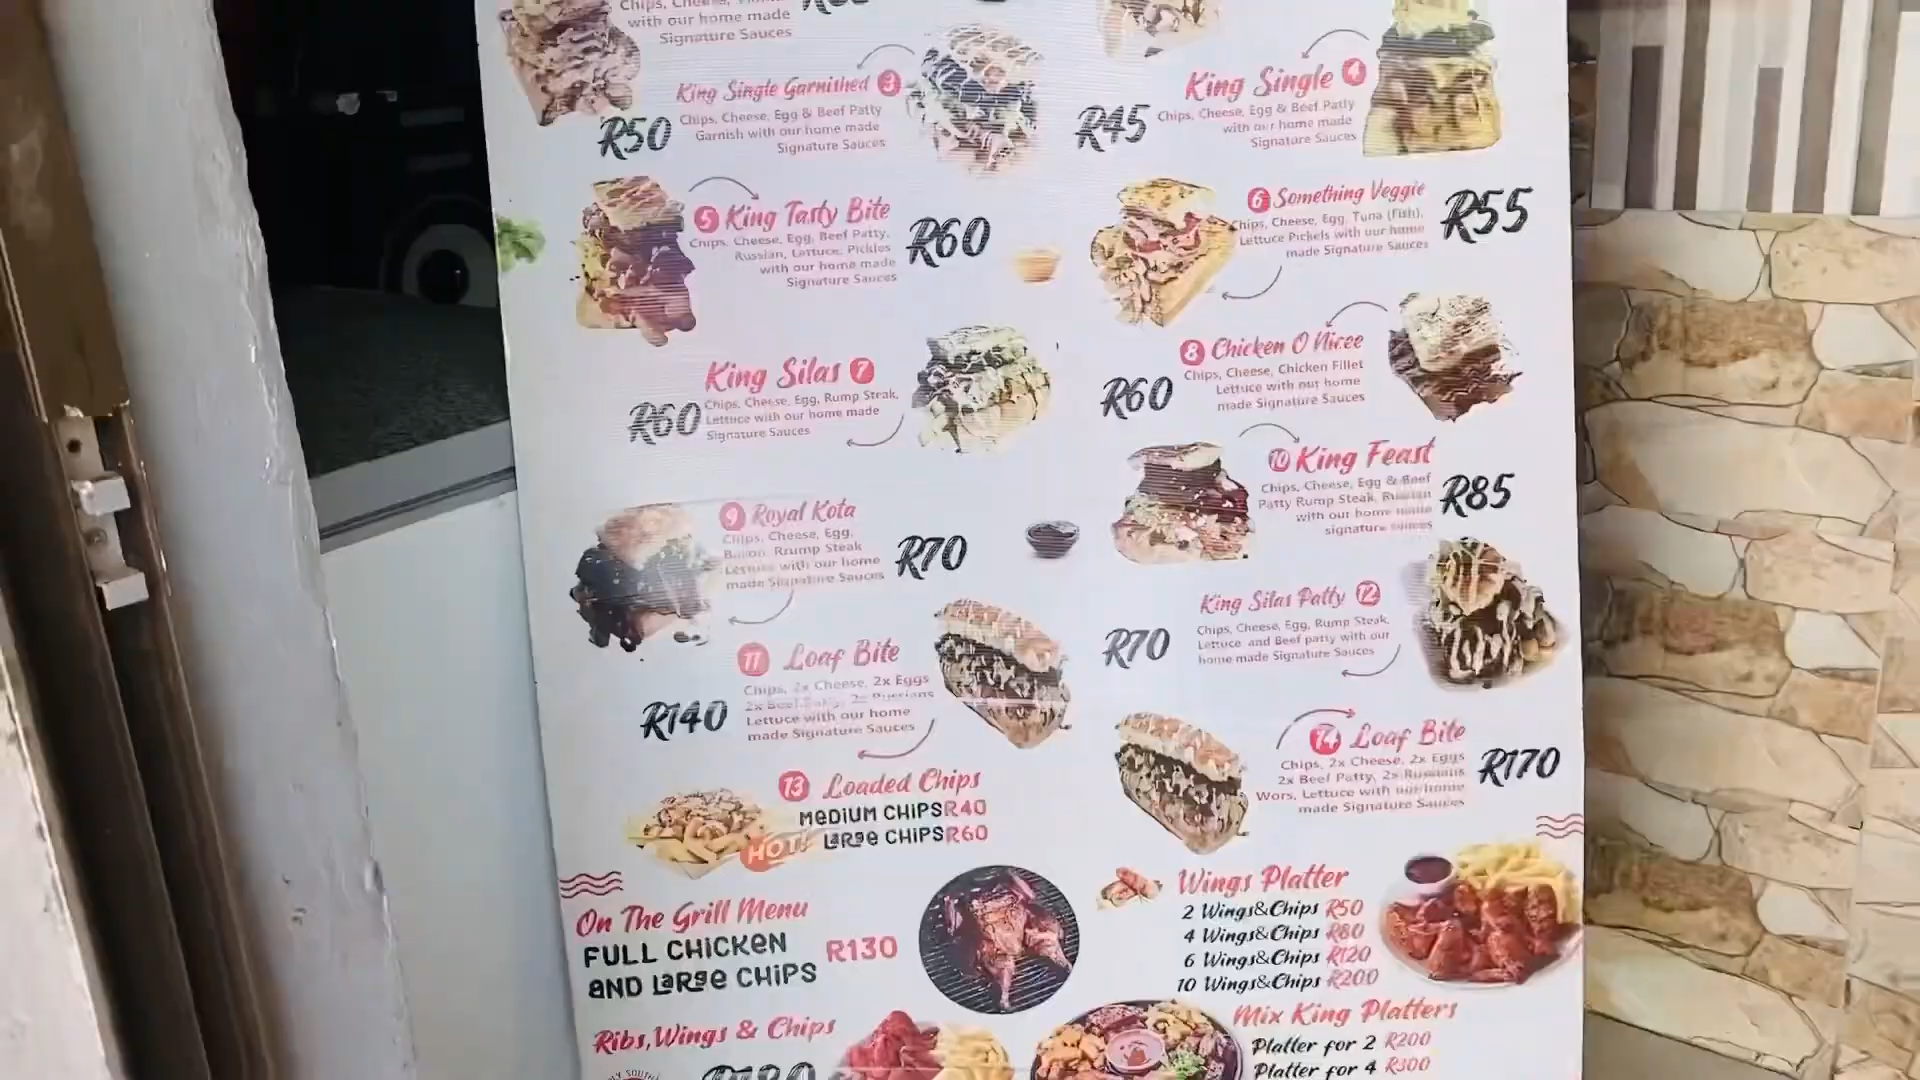 Chips, Cheese,
with our home made
Signature Sauces
King Single Garnished 3
R50
Chips, Cheese, Egg & Beef Patty
Garnish with our home made
Signature Sauces
King Single 4
R45
Chips, Cheese, Egg & Beef Patty
with our home made
Signature Sauces
5 King Tasty Bite
R60
Chips, Cheese, Egg, Beef Patty,
Russian, Lettuce, Pickles
with our home made
Signature Sauces
6 Something Veggie
R55
Chips, Cheese, Egg, Tuna (Fish),
Lettuce Pickels with our home
made Signature Sauces
King Silas 7
R60
Chips, Cheese, Egg, Rump Steak,
Lettuce with our home made
Signature Sauces
8 Chicken O Nicee
R60
Chips, Cheese, Chicken Fillet
Lettuce with our home
made Signature Sauces
9 Royal Kota
R70
Chips, Cheese, Egg,
Bacon, Rrump Steak
Lettuce with our home
made Signature Sauces
10 King Feast
R85
Chips, Cheese, Egg & Beef
Patty Rump Steak, Russian
with our home made
signature sauces
11 Loaf Bite
R140
Chips, 2x Cheese, 2x Eggs
2x Beef Patty, 2x Russians
Lettuce with our home
made Signature Sauces
King Silas Patty 12
R70
Chips, Cheese, Egg, Rump Steak,
Lettuce and Beef patty with our
home made Signature Sauces
13 Loaded Chips
MEDIUM CHIPS R40
LARGE CHIPS R60
HOT!
14 Loaf Bite
R170
Chips, 2x Cheese, 2x Eggs
2x Beef Patty, 2x Russians
Wors, Lettuce with our home
made Signature Sauces
On The Grill Menu
FULL CHICKEN
AND LARGE CHIPS
R130
Wings Platter
2 Wings&Chips R50
4 Wings&Chips R80
6 Wings&Chips R120
10 Wings&Chips R200
Ribs, Wings & Chips
Mix King Platters
Platter for 2 R200
Platter for 4 R300